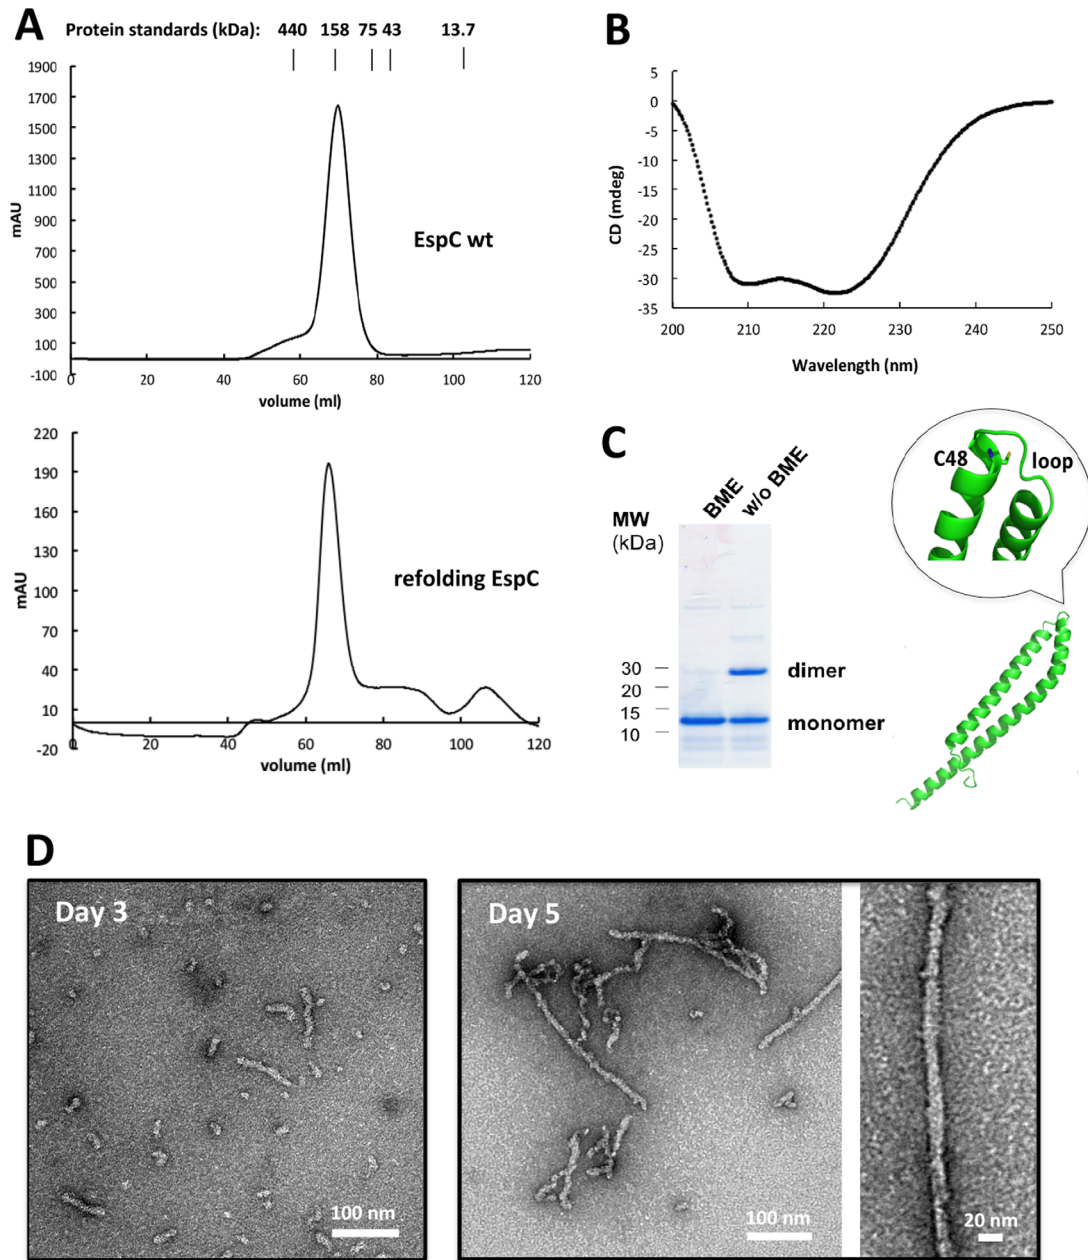 A
Protein standards (kDa): 440 158 75 43 13.7
1900
1700
1500
1300
1100
900
700
500
300
100
-100
mAU
EspC wt
0 20 40 60 80 100 120
volume (ml)
220
190
160
130
100
70
40
10
-20
mAU
refolding EspC
0 20 40 60 80 100 120
volume (ml)
B
5
0
-5
-10
-15
-20
-25
-30
-35
CD (mdeg)
200 210 220 230 240 250
Wavelength (nm)
C
BME
w/o BME
MW
(kDa)
30
20
15
10
dimer
monomer
C48
loop
D
Day 3
100 nm
Day 5
100 nm
20 nm